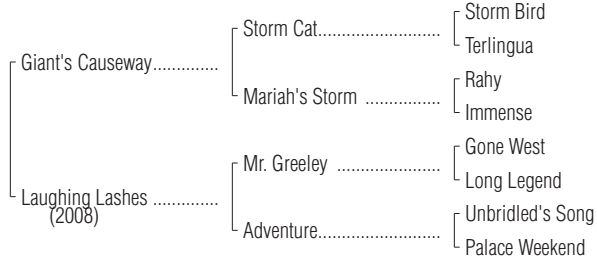 Storm Bird
Storm Cat..............................
Terlingua
Giant's Causeway................
Rahy
Mariah's Storm ..................
Immense
Gone West
Mr. Greeley .........................
Long Legend
Laughing Lashes ................
(2008)
Unbridled's Song
Adventure..............................
Palace Weekend